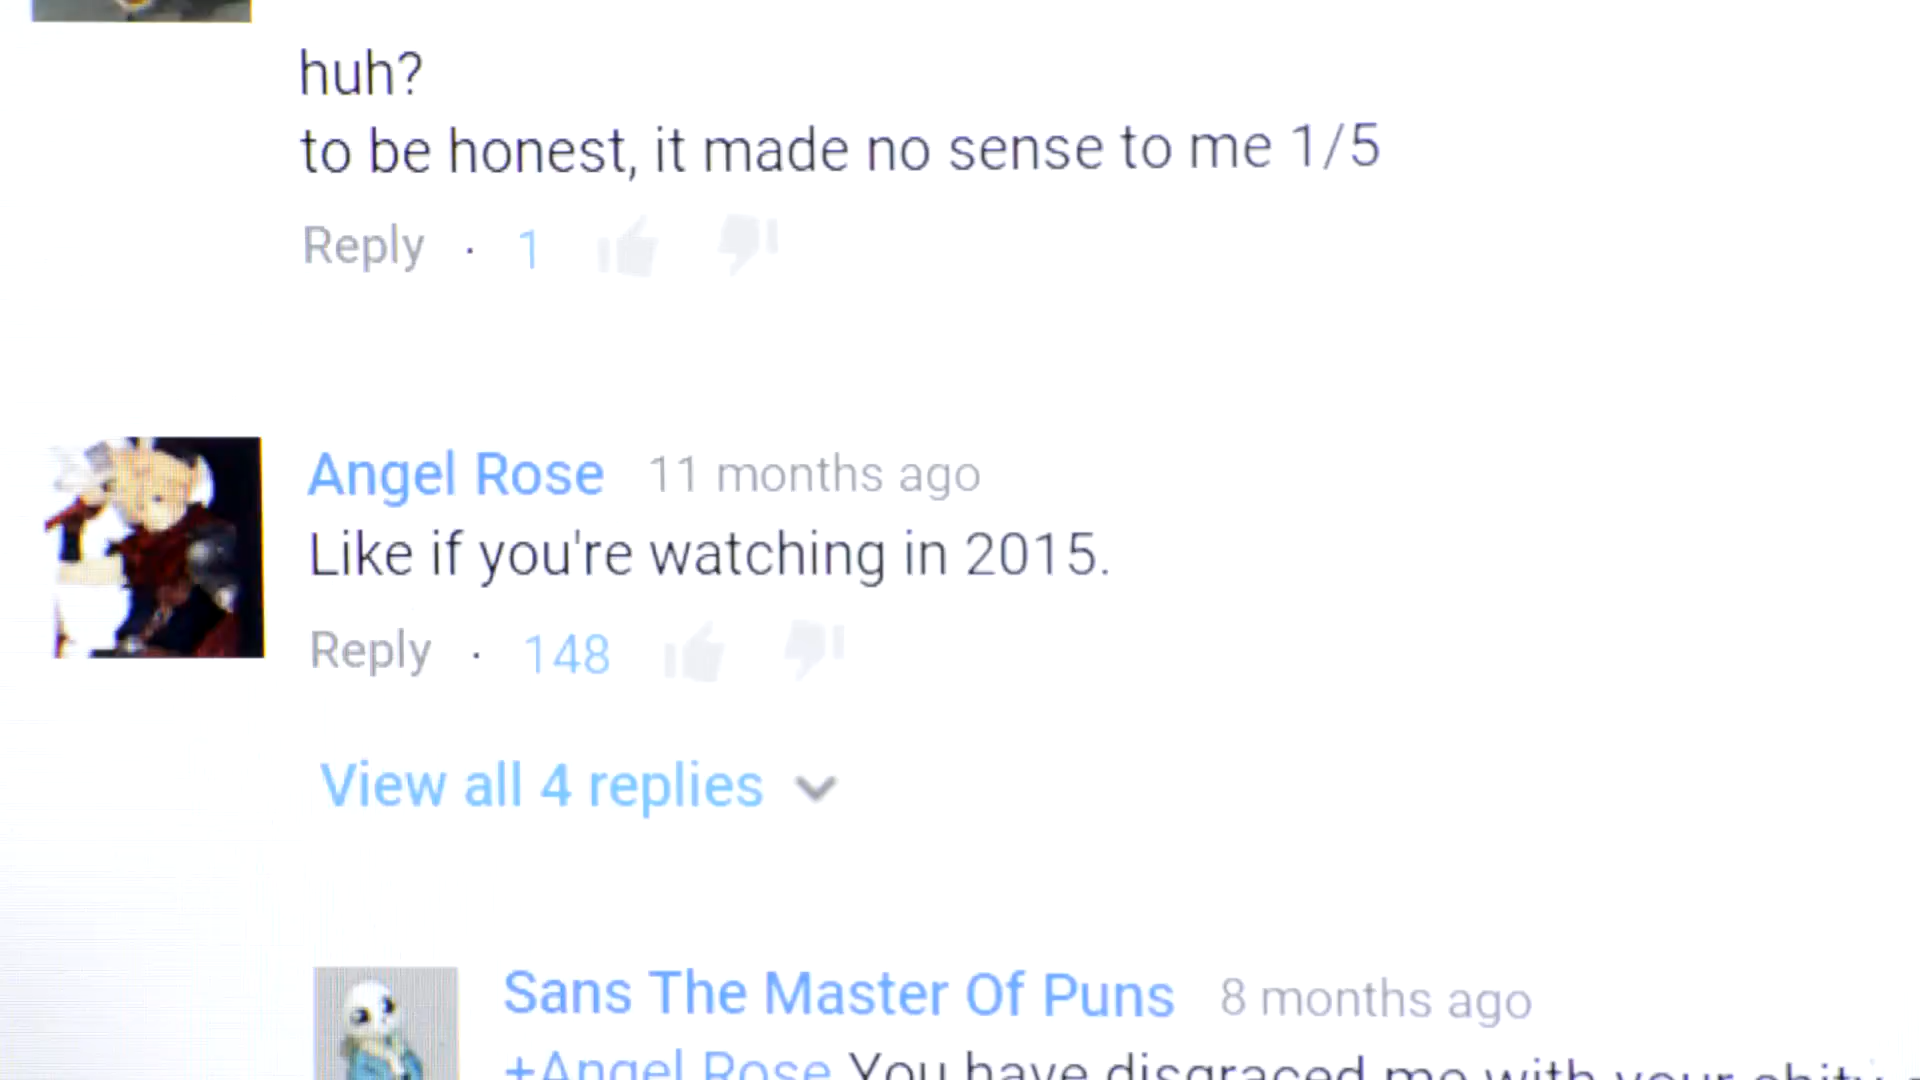 huh?
to be honest, it made no sense to me 1/5
Reply · 1
Angel Rose 11 months ago
Like if you're watching in 2015.
Reply · 148
View all 4 replies
Sans The Master Of Puns 8 months ago
+Angel Rose You have disgraced me with your